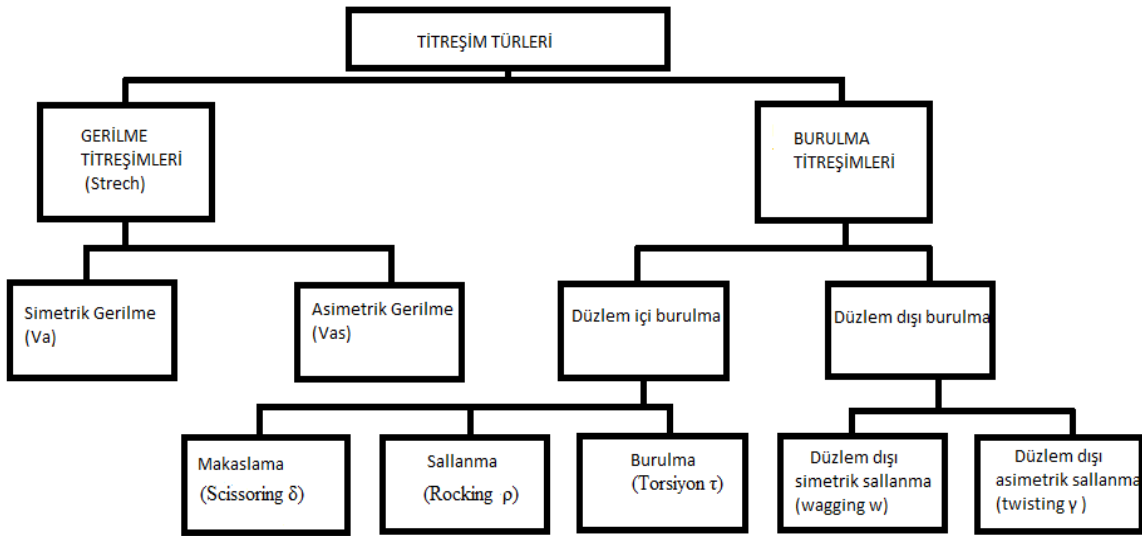 TİTREŞİM TÜRLERİ
GERİLME
TİTREŞİMLERİ
(Strech)
BURULMA
TİTREŞİMLERİ
Simetrik Gerilme
(Va)
Asimetrik Gerilme
(Vas)
Düzlem içi burulma
Düzlem dışı burulma
Makaslama
(Scissoring δ)
Sallanma
(Rocking ρ)
Burulma
(Torsiyon τ)
Düzlem dışı
simetrik sallanma
(wagging w)
Düzlem dışı
asimetrik sallanma
(twisting γ )